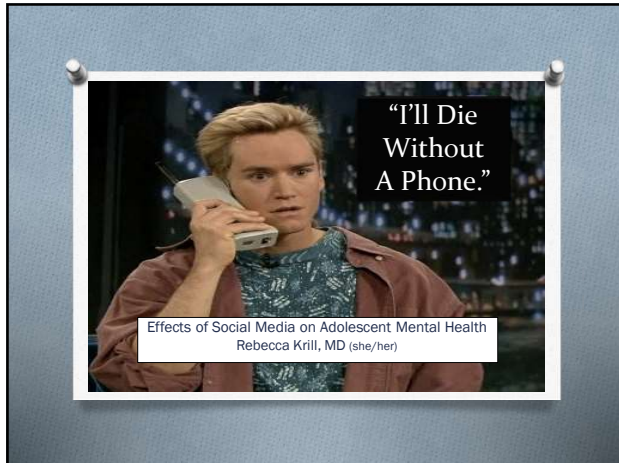 “I’ll Die
Without
A Phone.”
Effects of Social Media on Adolescent Mental Health
Rebecca Krill, MD (she/her)